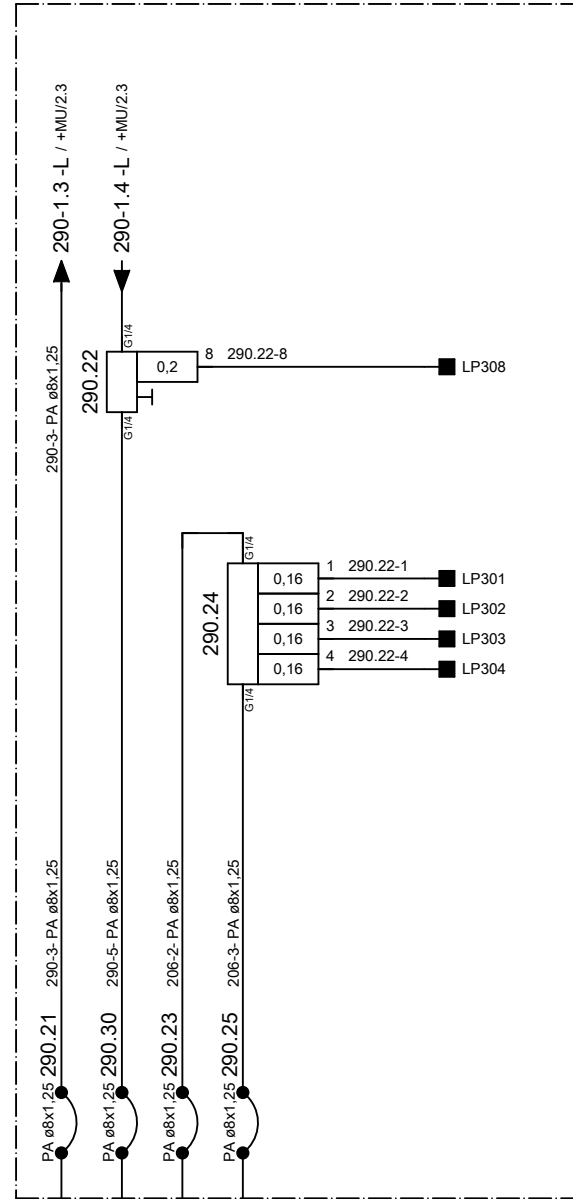 290-1.3 -L / +MU/2.3
290-1.4 -L / +MU/2.3
290-3- PA ø8x1,25
290.22
G1/4
G1/4
0,2
8 290.22-8
LP308
290.24
G1/4
G1/4
0,16 1 290.22-1 LP301
0,16 2 290.22-2 LP302
0,16 3 290.22-3 LP303
0,16 4 290.22-4 LP304
290-3- PA ø8x1,25
290-5- PA ø8x1,25
206-2- PA ø8x1,25
206-3- PA ø8x1,25
PA ø8x1,25 290.21
PA ø8x1,25 290.30
PA ø8x1,25 290.23
PA ø8x1,25 290.25